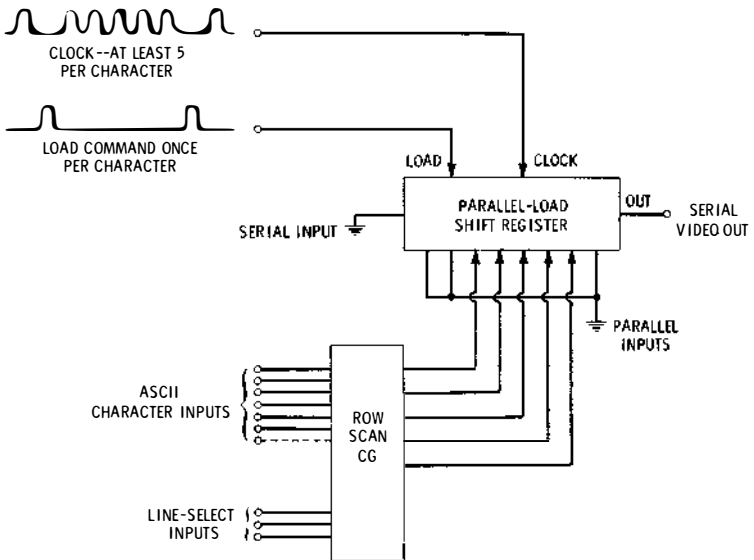 CLOCK--AT LEAST 5
PER CHARACTER
LOAD COMMAND ONCE
PER CHARACTER
LOAD
CLOCK
PARALLEL-LOAD
SHIFT REGISTER
OUT
SERIAL
VIDEO OUT
SERIAL INPUT
PARALLEL
INPUTS
ASCII
CHARACTER INPUTS
ROW
SCAN
CG
LINE-SELECT
INPUTS